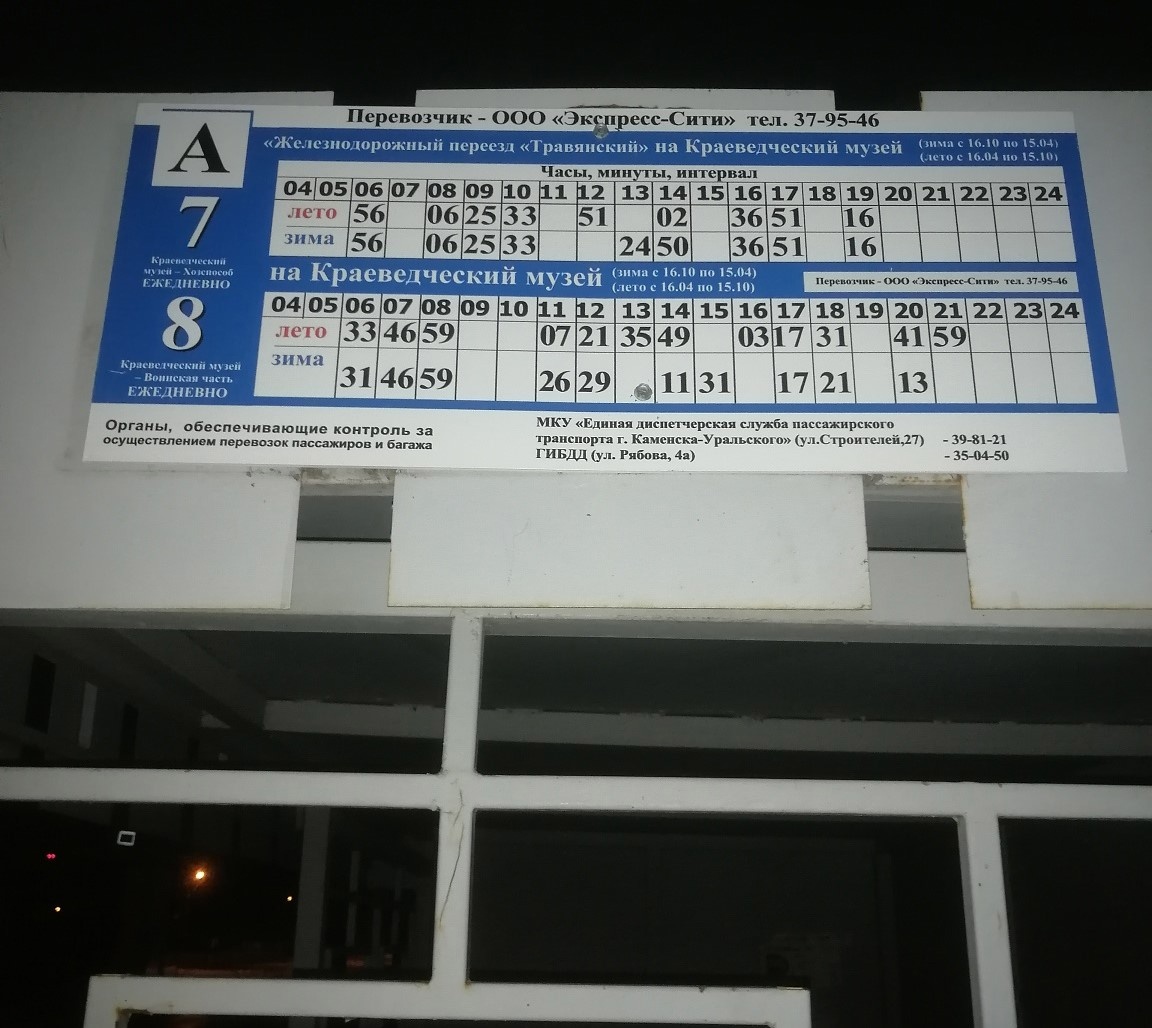 Перевозчик - ООО «Экспресс-Сити» тел. 37-95-46
А
«Железнодорожный переезд «Травянский» на Краеведческий музей (зима с 16.10 по 15.04)
(лето с 16.04 по 15.10)
Часы, минуты, интервал
04 05 06 07 08 09 10 11 12 13 14 15 16 17 18 19 20 21 22 23 24
лето 56 06 25 33 51 02 36 51 16
зима 56 06 25 33 24 50 36 51 16
7
Краеведческий
музей – Хозспособ
ЕЖЕДНЕВНО
на Краеведческий музей (зима с 16.10 по 15.04)
(лето с 16.04 по 15.10)
Перевозчик - ООО «Экспресс-Сити» тел. 37-95-46
04 05 06 07 08 09 10 11 12 13 14 15 16 17 18 19 20 21 22 23 24
лето 33 46 59 07 21 35 49 03 17 31 41 59
зима 31 46 59 26 29 11 31 17 21 13
8
Краеведческий музей
– Воинская часть
ЕЖЕДНЕВНО
Органы, обеспечивающие контроль за
осуществлением перевозок пассажиров и багажа
МКУ «Единая диспетчерская служба пассажирского
транспорта г. Каменска-Уральского» (ул.Строителей,27) - 39-81-21
ГИБДД (ул. Рябова, 4а) - 35-04-50